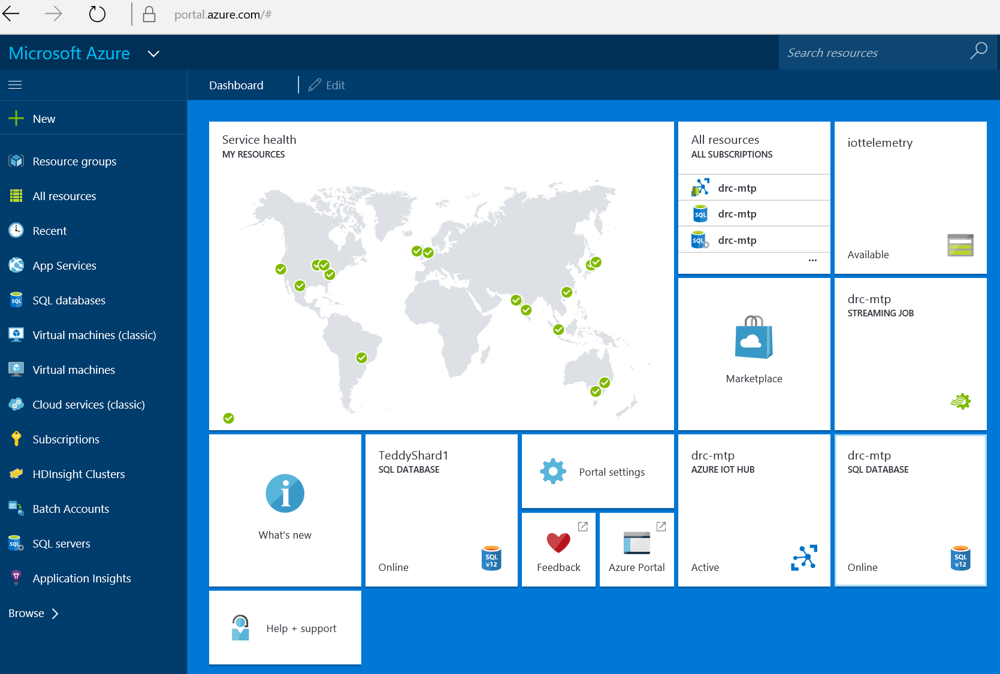 portal.azure.com/#
Microsoft Azure
Search resources
Dashboard
Edit
New
Resource groups
All resources
Recent
App Services
SQL databases
Virtual machines (classic)
Virtual machines
Cloud services (classic)
Subscriptions
HDInsight Clusters
Batch Accounts
SQL servers
Application Insights
Browse
Service health
MY RESOURCES
All resources
ALL SUBSCRIPTIONS
drc-mtp
SQL
drc-mtp
SQL
drc-mtp
...
iottelemetry
Available
Marketplace
drc-mtp
STREAMING JOB
What's new
TeddyShard1
SQL DATABASE
Online
SQL
v12
Portal settings
Feedback
Azure Portal
drc-mtp
AZURE IOT HUB
Active
drc-mtp
SQL DATABASE
Online
SQL
v12
Help + support